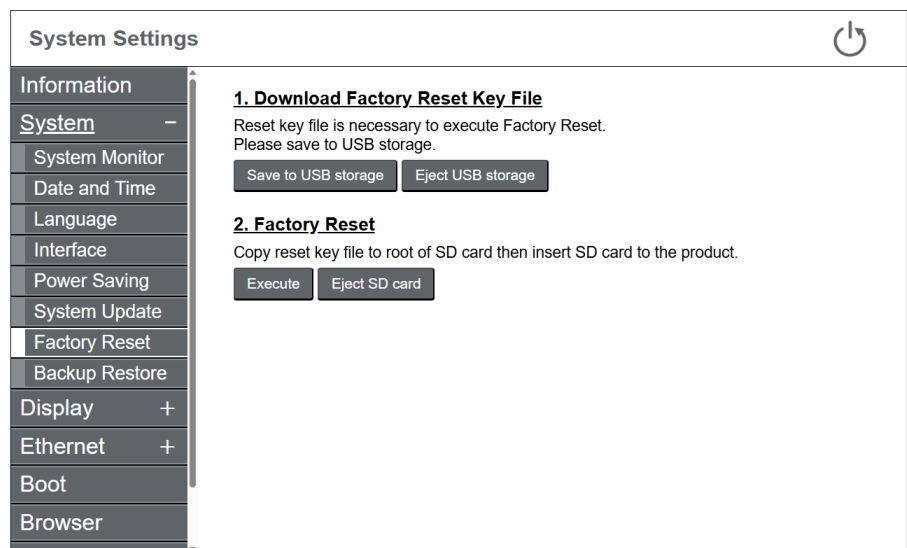 System Settings
Information
System −
System Monitor
Date and Time
Language
Interface
Power Saving
System Update
Factory Reset
Backup Restore
Display +
Ethernet +
Boot
Browser
1. Download Factory Reset Key File
Reset key file is necessary to execute Factory Reset.
Please save to USB storage.
Save to USB storage Eject USB storage
2. Factory Reset
Copy reset key file to root of SD card then insert SD card to the product.
Execute Eject SD card